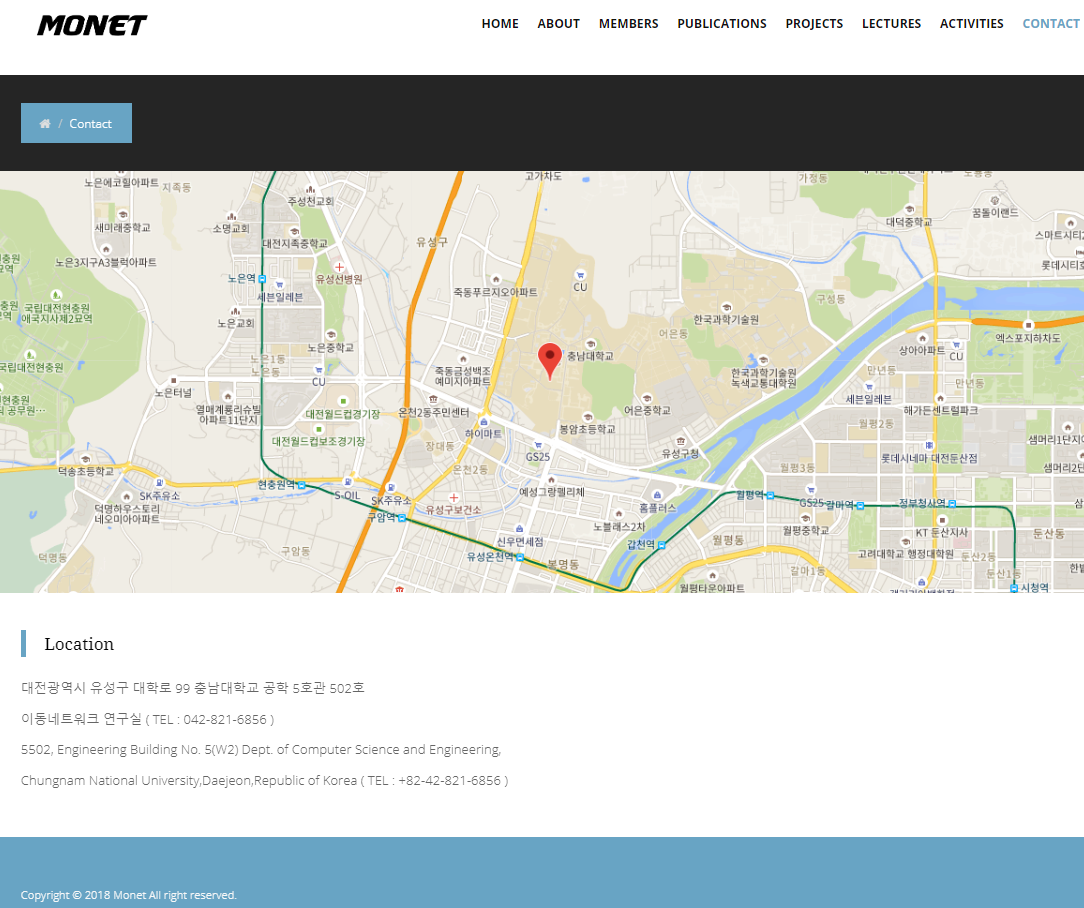 MONET
HOME ABOUT MEMBERS PUBLICATIONS PROJECTS LECTURES ACTIVITIES CONTACT
/ Contact
노은에코힐아파트
지족동
주성천교회
고가차도
가정동
꿈돌이랜드
새미래중학교
소명교회
대전지족중학교
유성구
대덕중학교
스마트시티
노은3지구A3블럭아파트
노은역
유성선병원
롯데시티호
세븐일레븐
죽동푸르지오아파트
CU
구성동
국립대전현충원
애국지사제2묘역
노은교회
한국과학기술원
노은중학교
어은동
엑스포지하차도
노은1동
노은동
충남대학교
상아아파트
CU
국립대전현충원
CU
죽동금성백조
예미지아파트
한국과학기술원
녹색교통대학원
만년동
만년동
노은터널
열매계룡리슈빌
아파트11단지
대전월드컵경기장
온천2동주민센터
어은중학교
세븐일레븐
해가든센트럴파크
대전월드컵보조경기장
하이마트
봉암초등학교
월평2동
샘머리1단지
장대동
GS25
유성구청
롯데시네마 대전둔산점
덕송초등학교
온천2동
월평3동
샘머리2단
현충원역
SK주유소
S-OIL
SK주유소
예성그랑펠리체
홈플러스
월평역
GS25
갈마역
정부청사역
덕명하우스토리
네오미아아파트
구암역
유성구보건소
노블래스2차
월평중학교
KT 둔산지사
둔산동
신우면세점
갑천역
월평동
덕명동
구암동
유성온천역
봉명동
고려대학교 행정대학원
둔산2동
갈마1동
둔산1동
월평타운아파트
시청역
Location
대전광역시 유성구 대학로 99 충남대학교 공학 5호관 502호
이동네트워크 연구실 ( TEL : 042-821-6856 )
5502, Engineering Building No. 5(W2) Dept. of Computer Science and Engineering,
Chungnam National University,Daejeon,Republic of Korea ( TEL : +82-42-821-6856 )
Copyright © 2018 Monet All right reserved.